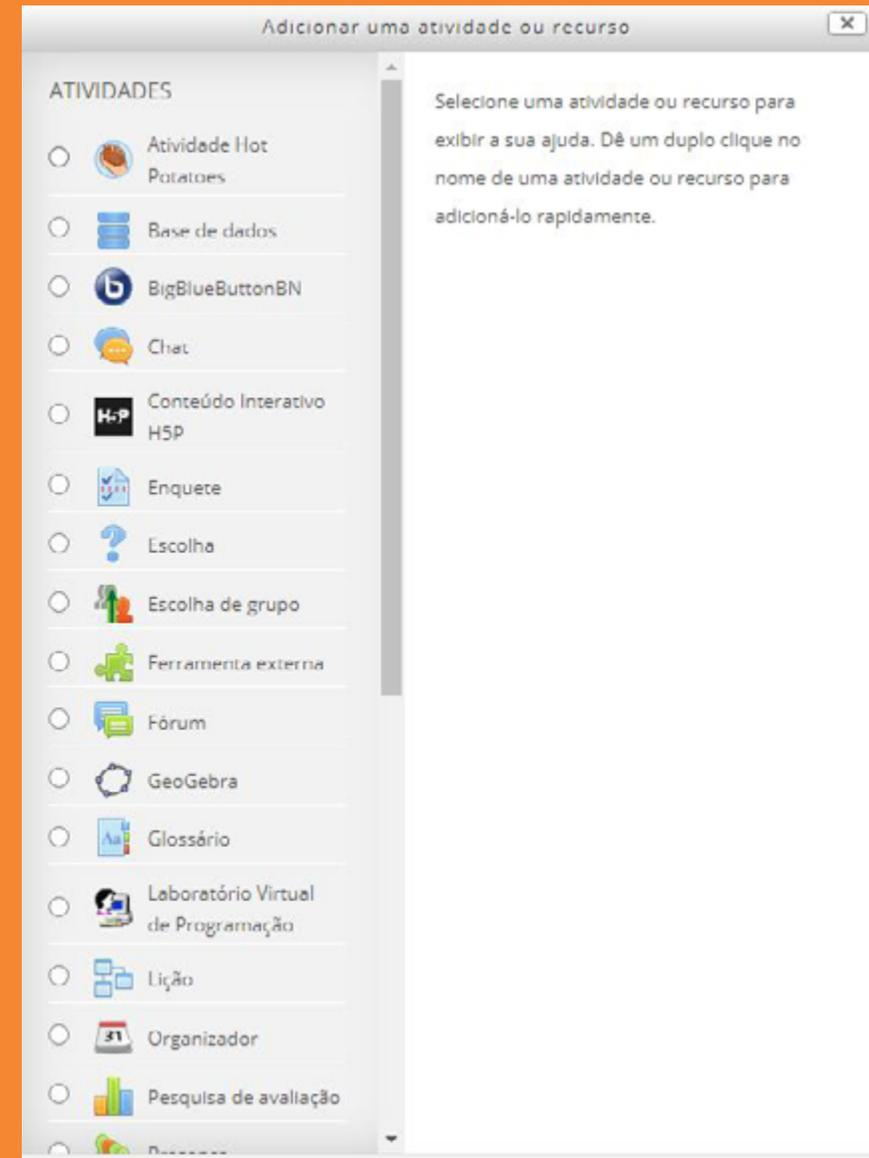 Adicionar uma atividade ou recurso
ATIVIDADES
Atividade Hot
Potatoes
Base de dados
BigBlueButtonBN
Chat
H5P
Conteúdo Interativo
H5P
Enquete
Escolha
Escolha de grupo
Ferramenta externa
Fórum
GeoGebra
Aa
Glossário
Laboratório Virtual
de Programação
Lição
31
Organizador
Pesquisa de avaliação
Selecione uma atividade ou recurso para
exibir a sua ajuda. Dê um duplo clique no
nome de uma atividade ou recurso para
adicioná-lo rapidamente.